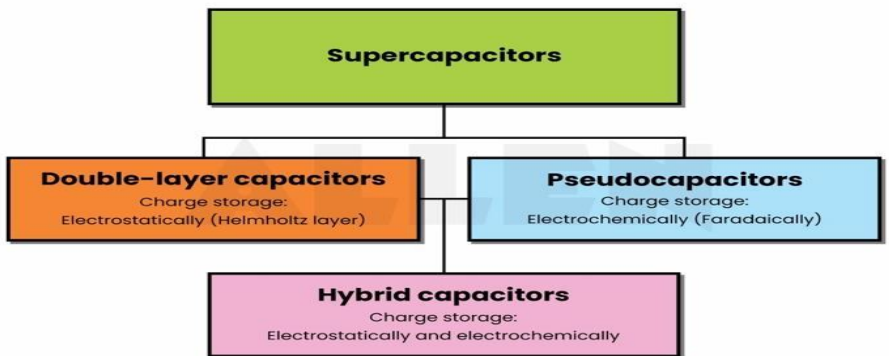 Supercapacitors
Double-layer capacitors
Charge storage:
Electrostatically (Helmholtz layer)
Pseudocapacitors
Charge storage:
Electrochemically (Faradaically)
Hybrid capacitors
Charge storage:
Electrostatically and electrochemically
ALLEN